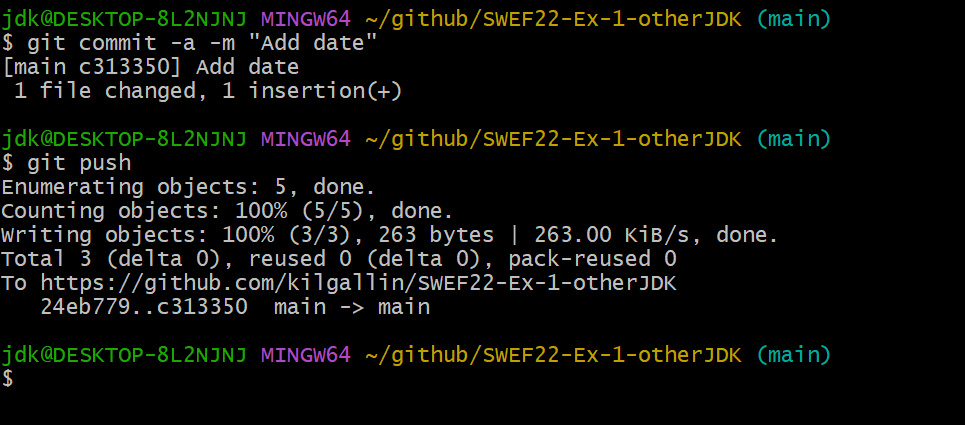 jdk@DESKTOP-8L2NJNJ MINGW64 ~/github/SWEF22-Ex-1-otherJDK (main)
$ git commit -a -m "Add date"
[main c313350] Add date
 1 file changed, 1 insertion(+)

jdk@DESKTOP-8L2NJNJ MINGW64 ~/github/SWEF22-Ex-1-otherJDK (main)
$ git push
Enumerating objects: 5, done.
Counting objects: 100% (5/5), done.
Writing objects: 100% (3/3), 263 bytes | 263.00 KiB/s, done.
Total 3 (delta 0), reused 0 (delta 0), pack-reused 0
To https://github.com/kilgallin/SWEF22-Ex-1-otherJDK
   24eb779..c313350  main -> main

jdk@DESKTOP-8L2NJNJ MINGW64 ~/github/SWEF22-Ex-1-otherJDK (main)
$